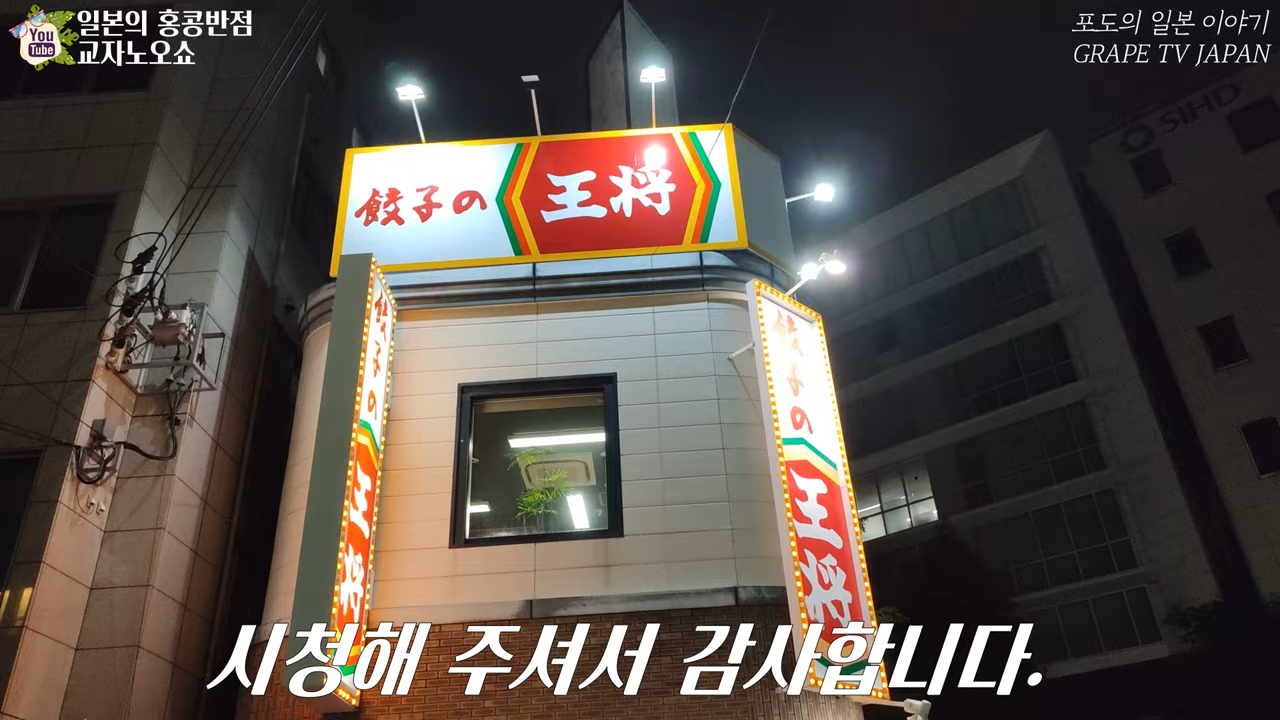 You
Tube
일본의 홍콩반점
교자노오쇼
포도의 일본 이야기
GRAPE TV JAPAN
SIHD
餃子の 王将
餃子の王将
餃子の王将
시청해 주셔서 감사합니다.